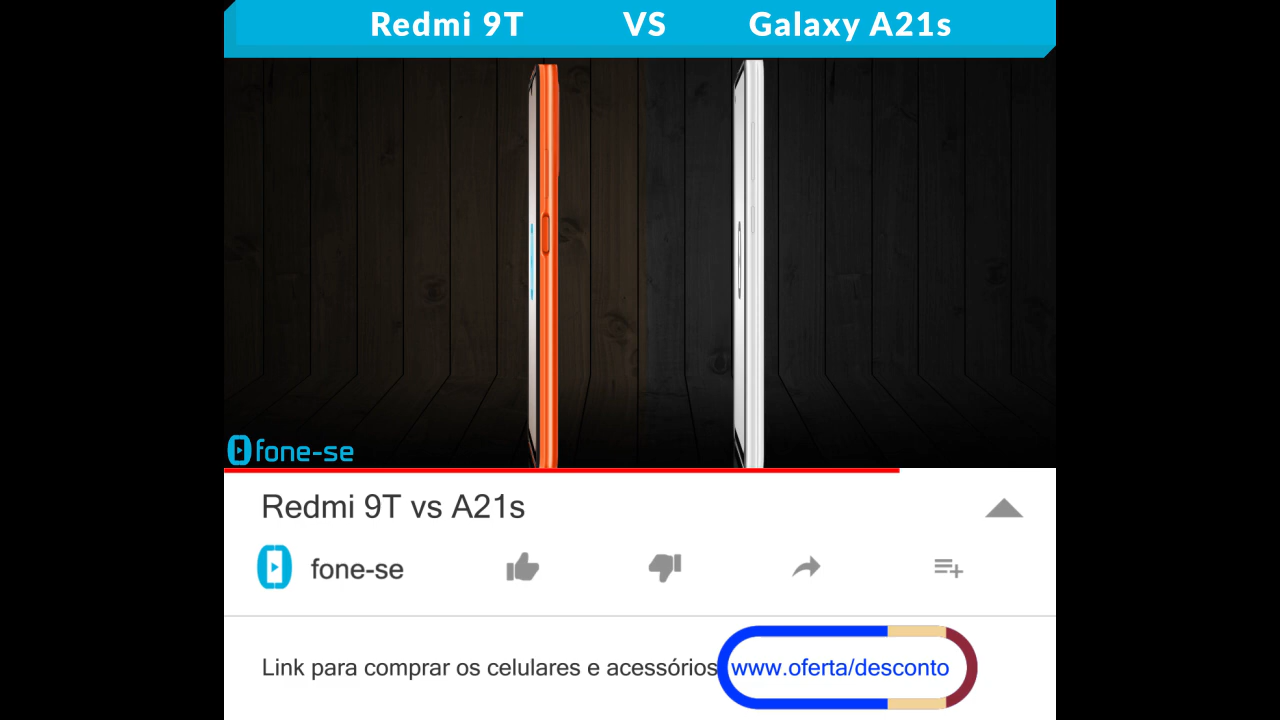 Redmi 9T VS Galaxy A21s
fone-se
Redmi 9T vs A21s
fone-se
Link para comprar os celulares e acessórios www.oferta/desconto